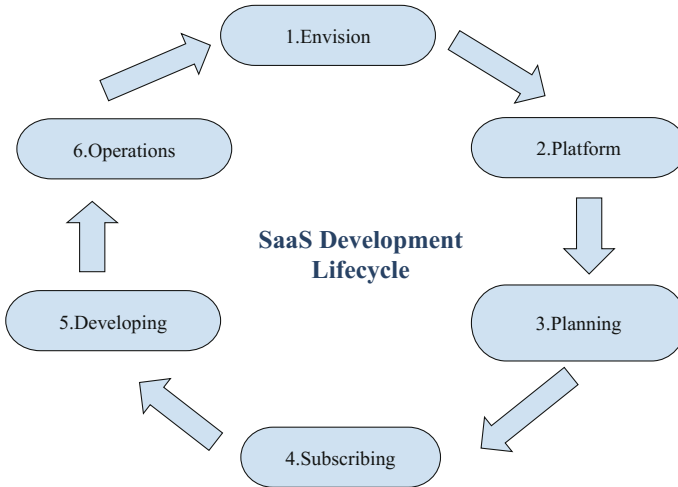 1.Envision
2.Platform
3.Planning
4.Subscribing
5.Developing
6.Operations
SaaS Development
Lifecycle